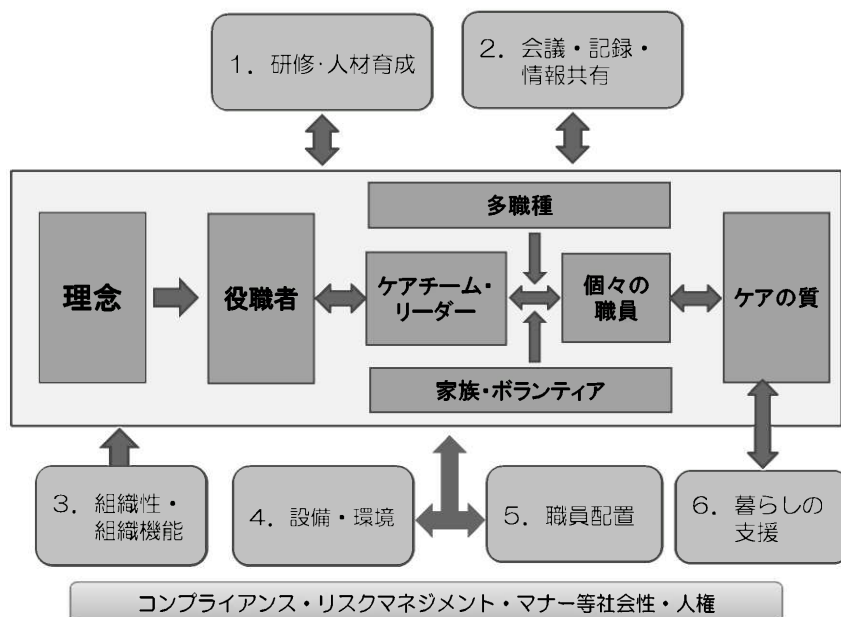 1．研修・人材育成
2．会議・記録・
情報共有
多職種
理念
役職者
ケアチーム・
リーダー
個々の
職員
ケアの質
家族・ボランティア
3．組織性・
組織機能
4．設備・環境
5．職員配置
6．暮らしの
支援
コンプライアンス・リスクマネジメント・マナー等社会性・人権